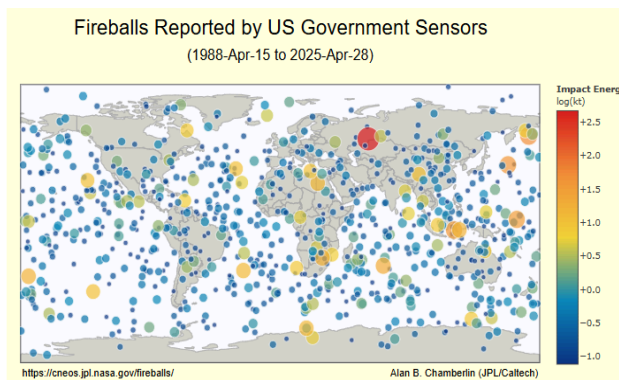 Fireballs Reported by US Government Sensors
(1988-Apr-15 to 2025-Apr-28)
Impact Energ
log(kt)
+2.5
+2.0
+1.5
+1.0
+0.5
+0.0
−0.5
−1.0
https://cneos.jpl.nasa.gov/fireballs/
Alan B. Chamberlin (JPL/Caltech)